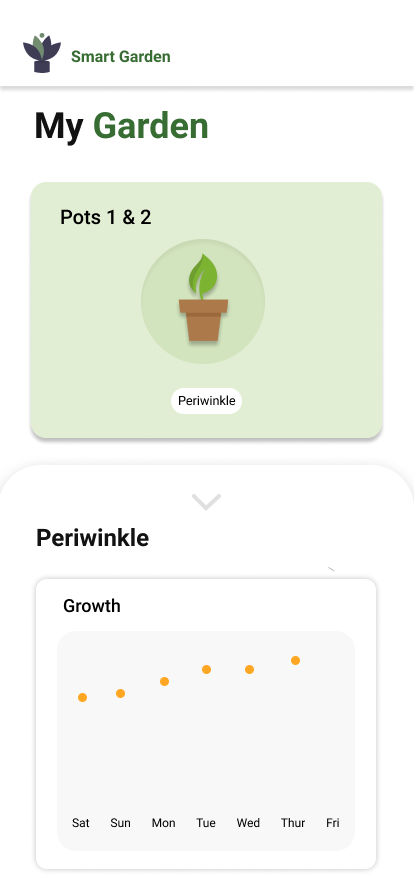 Smart Garden
My Garden
Pots 1 & 2
Periwinkle
Periwinkle
Growth
Sat Sun Mon Tue Wed Thur Fri